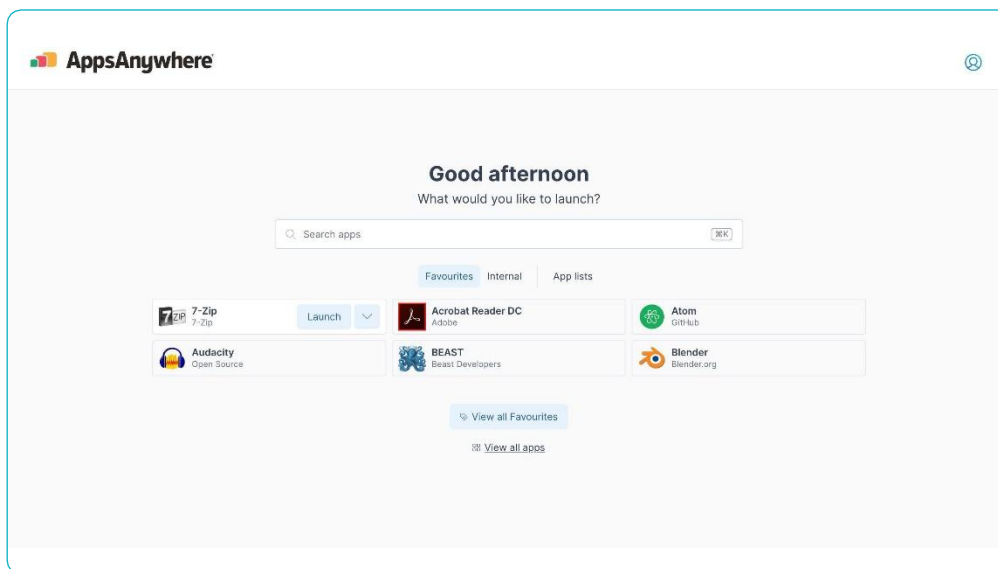 AppsAnywhere
Good afternoon
What would you like to launch?
Search apps
⌘K
Favourites Internal App lists
7ZIP
7-Zip
7-Zip
Launch
Acrobat Reader DC
Adobe
Atom
GitHub
Audacity
Open Source
BEAST
Beast Developers
Blender
Blender.org
View all Favourites
View all apps